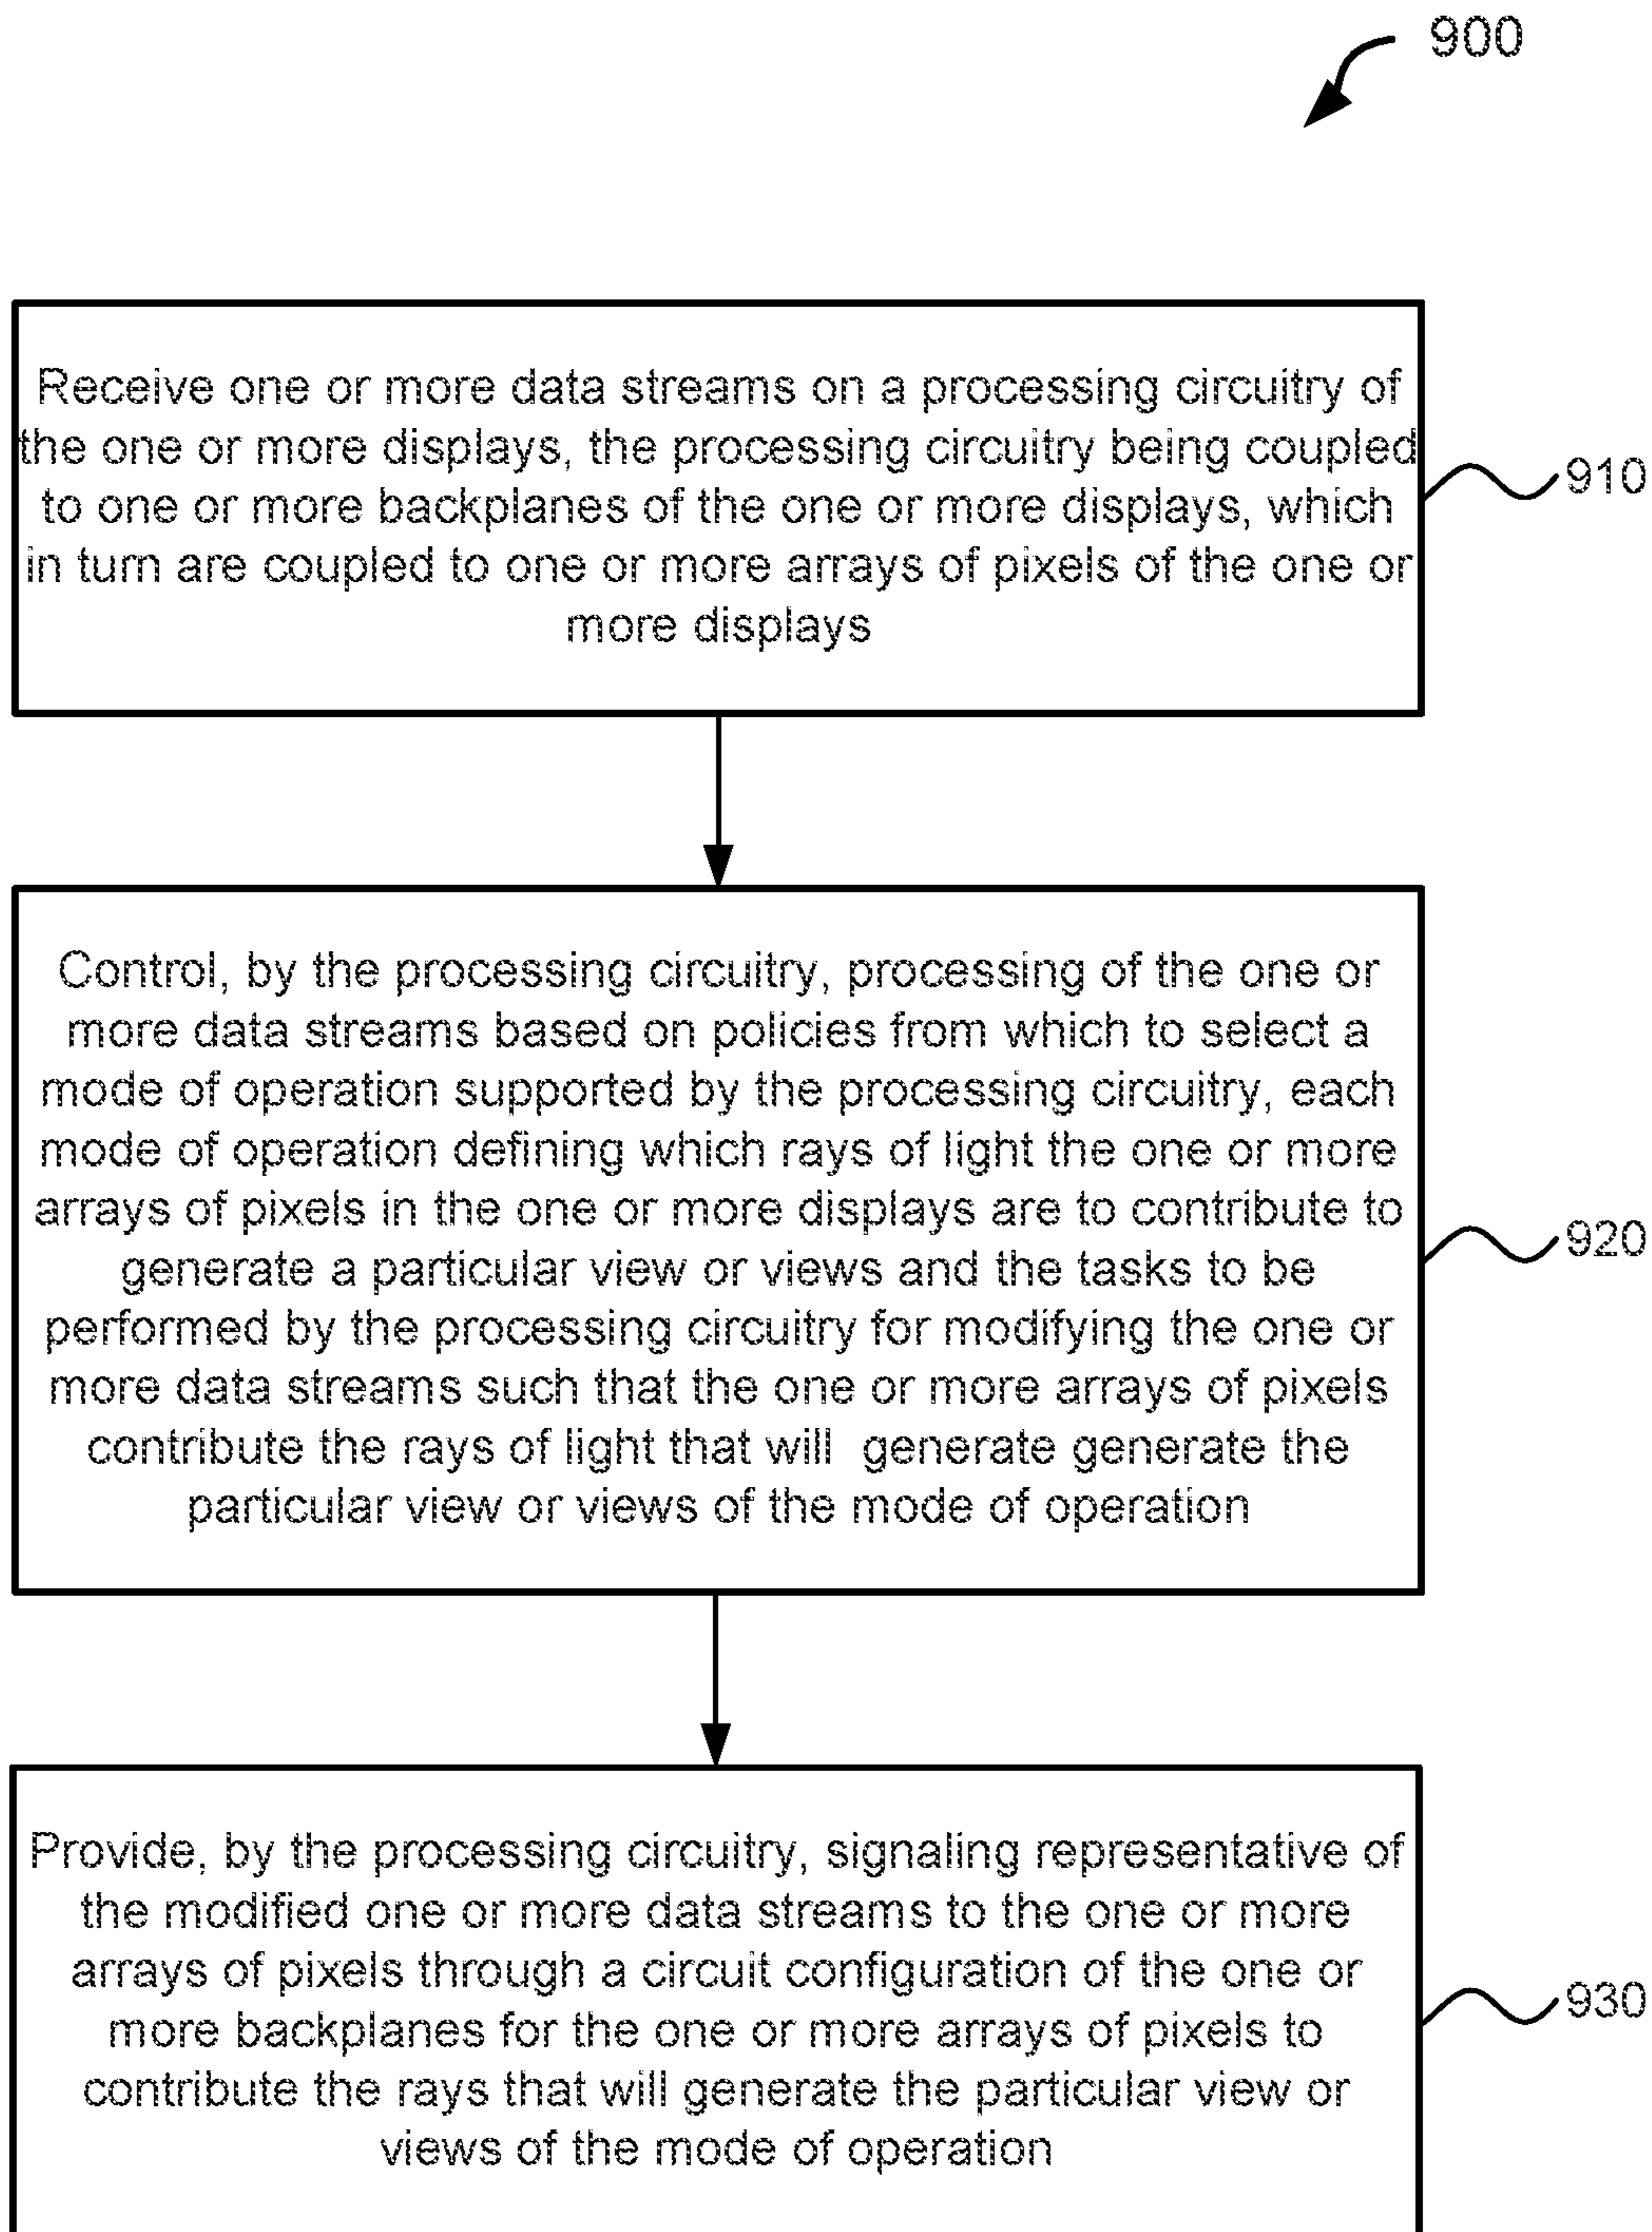 900
Receive one or more data streams on a processing circuitry of
the one or more displays, the processing circuitry being coupled
to one or more backplanes of the one or more displays, which
in turn are coupled to one or more arrays of pixels of the one or
more displays
910
Control, by the processing circuitry, processing of the one or
more data streams based on policies from which to select a
mode of operation supported by the processing circuitry, each
mode of operation defining which rays of light the one or more
arrays of pixels in the one or more displays are to contribute to
generate a particular view or views and the tasks to be
performed by the processing circuitry for modifying the one or
more data streams such that the one or more arrays of pixels
contribute the rays of light that will generate generate the
particular view or views of the mode of operation
920
Provide, by the processing circuitry, signaling representative of
the modified one or more data streams to the one or more
arrays of pixels through a circuit configuration of the one or
more backplanes for the one or more arrays of pixels to
contribute the rays that will generate the particular view or
views of the mode of operation
930